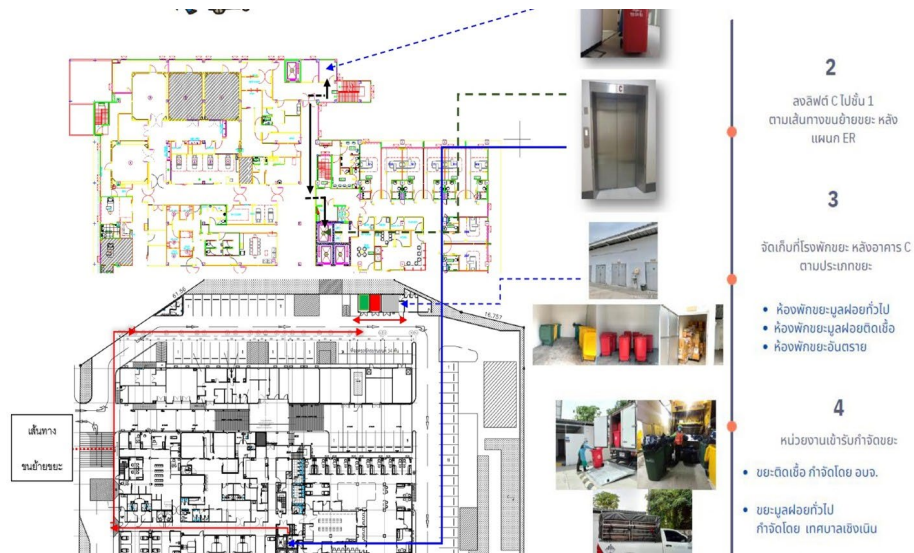 2
ลงลิฟต์ C ไปชั้น 1
ตามเส้นทางขนย้ายขยะ หลัง
แผนก ER
3
จัดเก็บที่โรงพักขยะ หลังอาคาร C
ตามประเภทขยะ
• ห้องพักขยะมูลฝอยทั่วไป
• ห้องพักขยะมูลฝอยติดเชื้อ
• ห้องพักขยะอันตราย
4
หน่วยงานเข้ารับกำจัดขยะ
• ขยะติดเชื้อ กำจัดโดย อบจ.
• ขยะมูลฝอยทั่วไป
กำจัดโดย เทศบาลเชิงเนิน
เส้นทาง
ขนย้ายขยะ
C
16.757